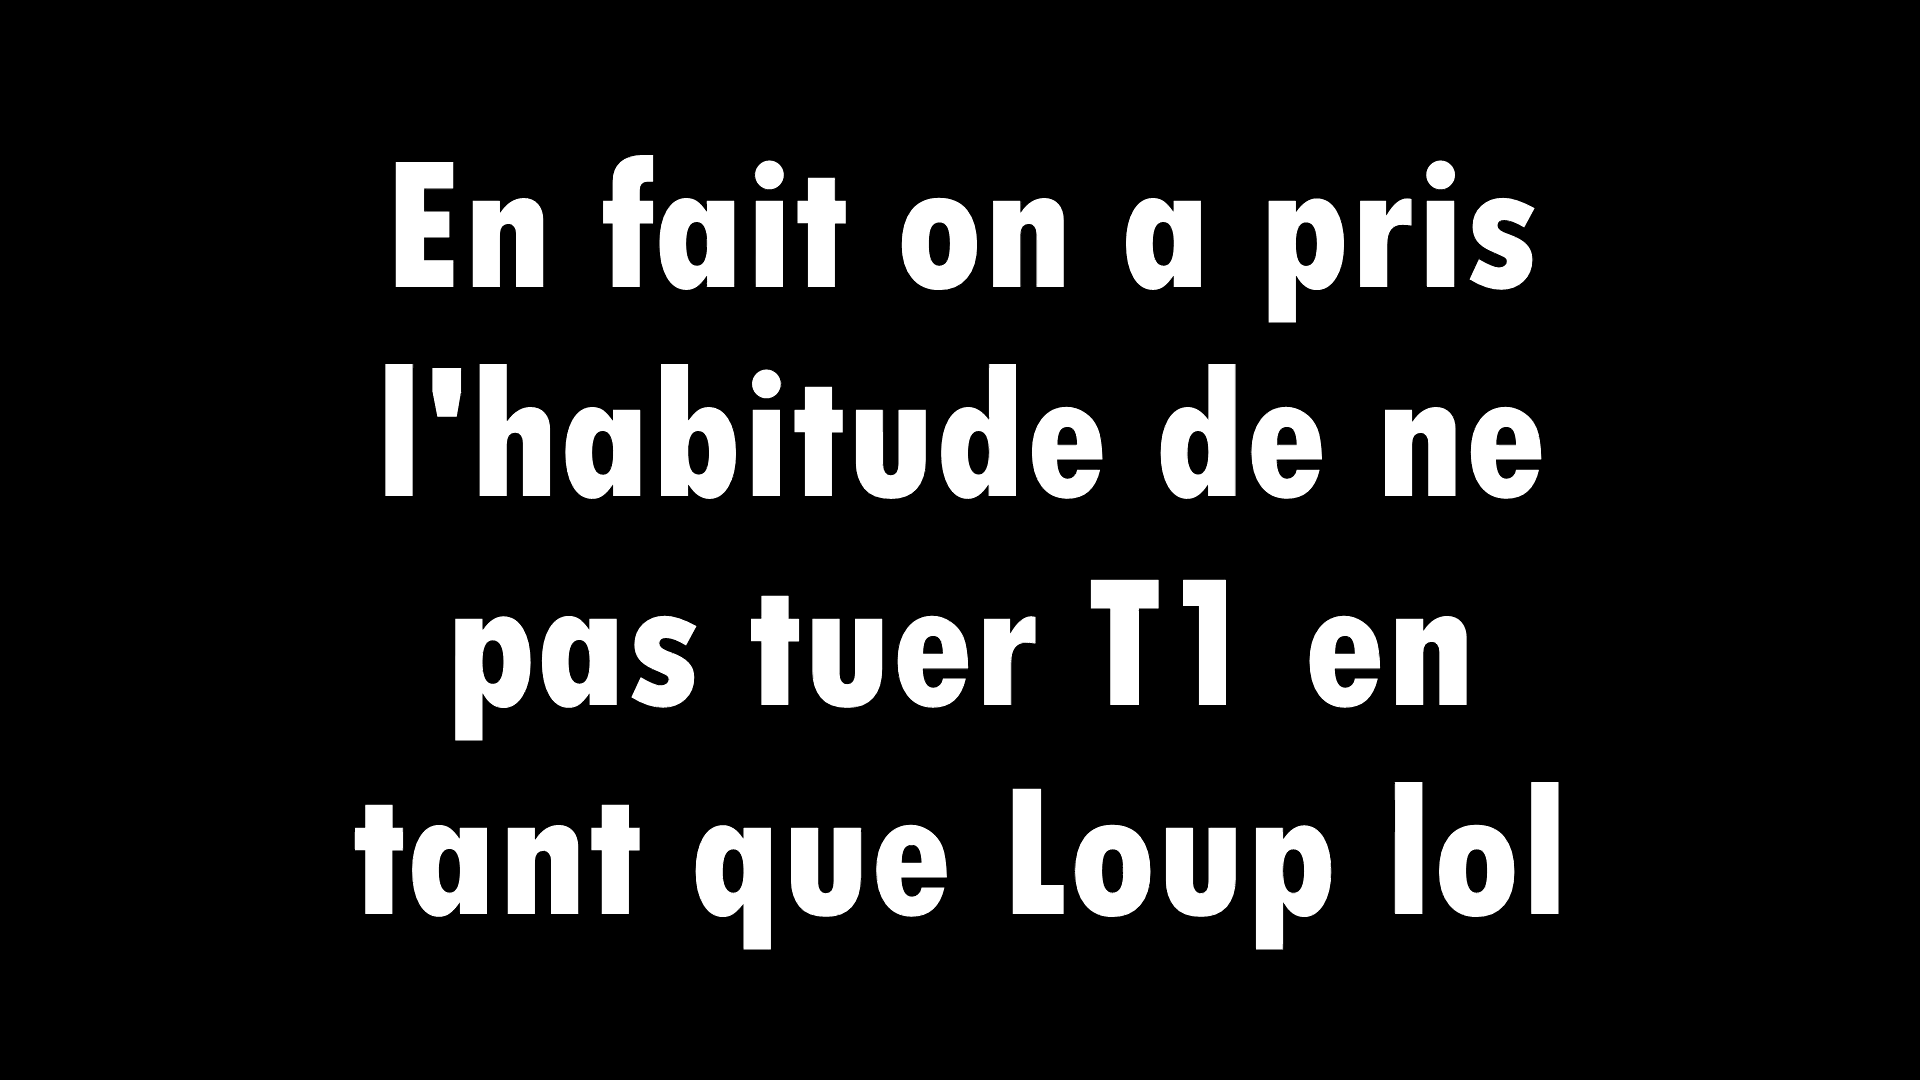 En fait on a pris
l'habitude de ne
pas tuer T1 en
tant que Loup lol